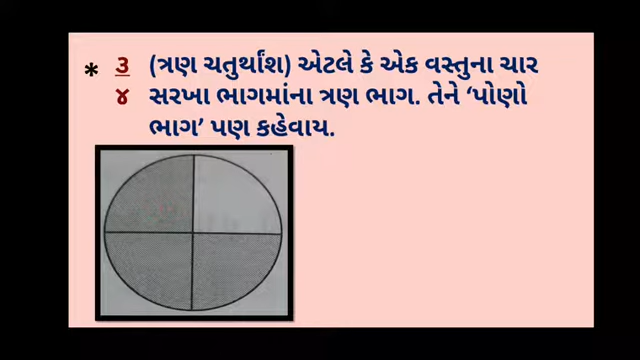 * ૩ (ત્રણ ચતુર્થાંશ) એટલે કે એક વસ્તુના ચાર
૪ સરખા ભાગમાંના ત્રણ ભાગ. તેને ‘પોણો
ભાગ’ પણ કહેવાય.